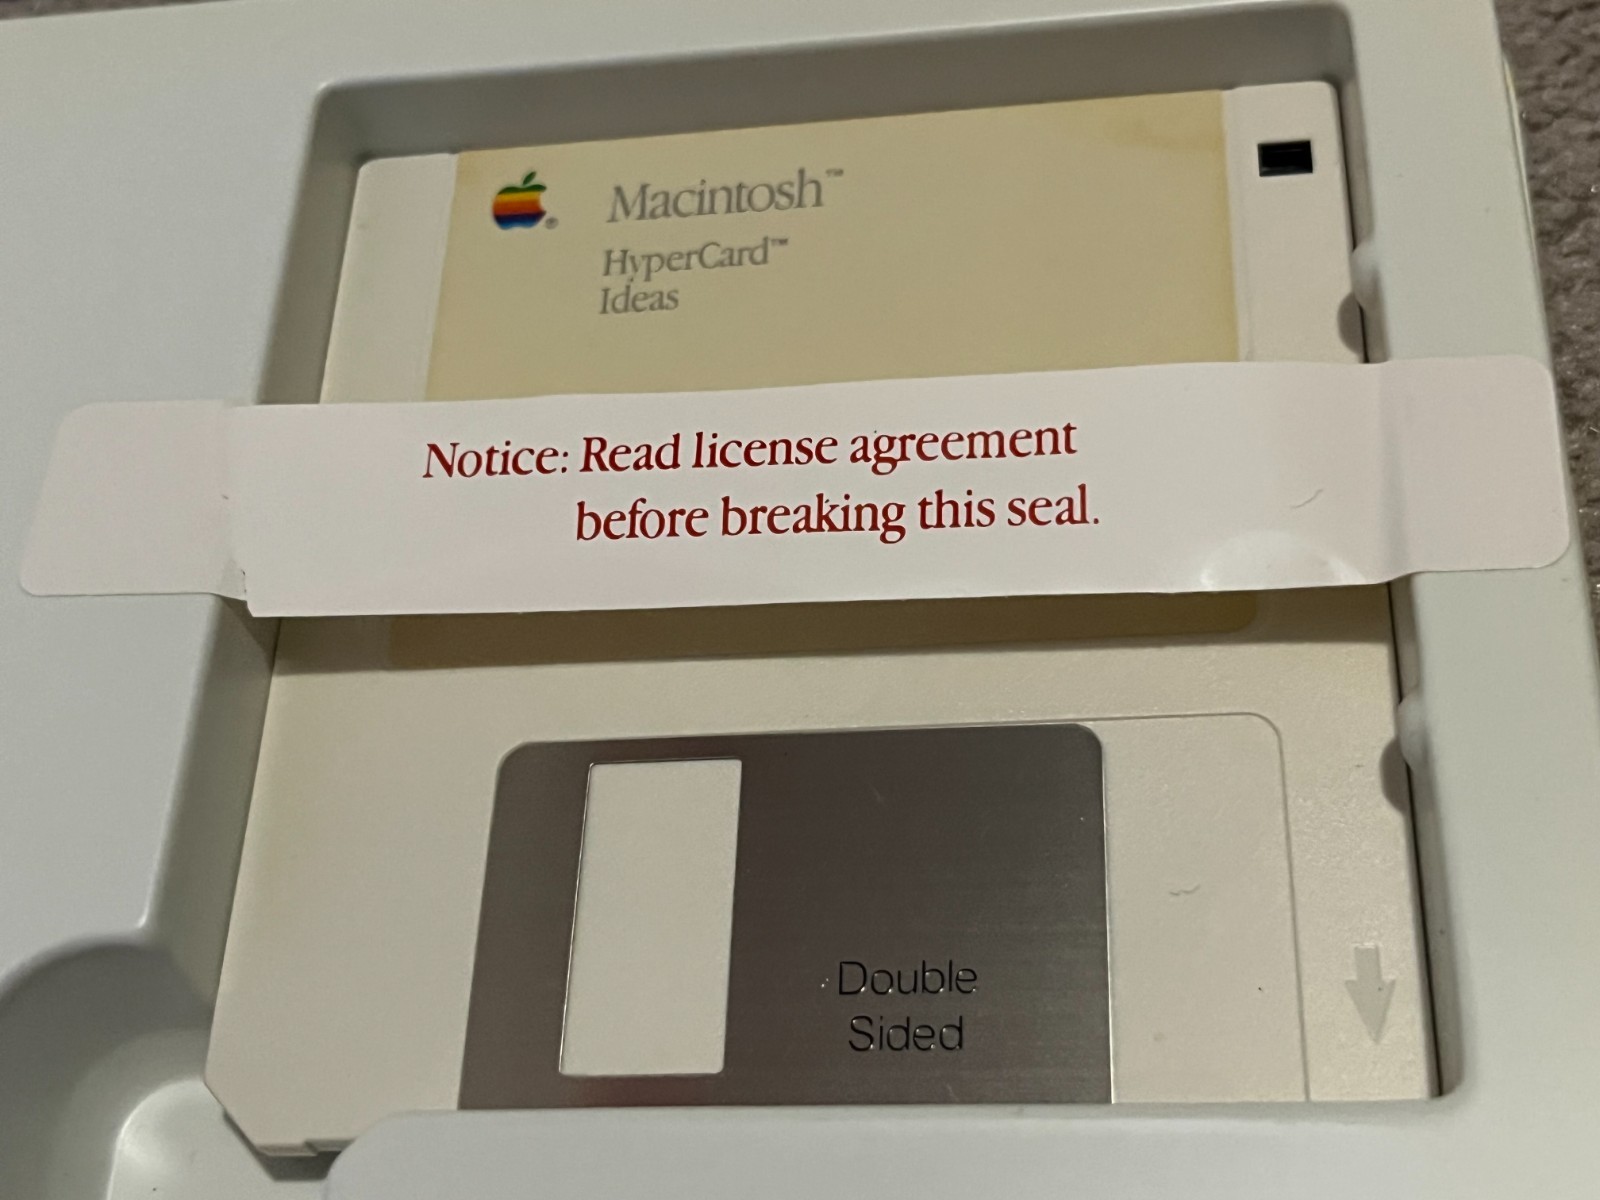 Macintosh™
HyperCard™
Ideas
®
Notice: Read license agreement
before breaking this seal.
Double
Sided